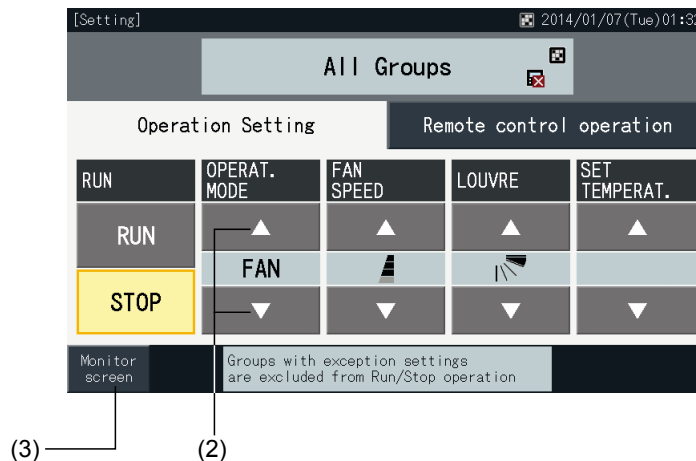 [Setting]
2014/01/07(Tue)01:32
All Groups
Operation Setting
Remote control operation
RUN
OPERAT.
MODE
FAN
SPEED
LOUVRE
SET
TEMPERAT.
RUN
FAN
STOP
Monitor
screen
Groups with exception settings
are excluded from Run/Stop operation
(3)
(2)